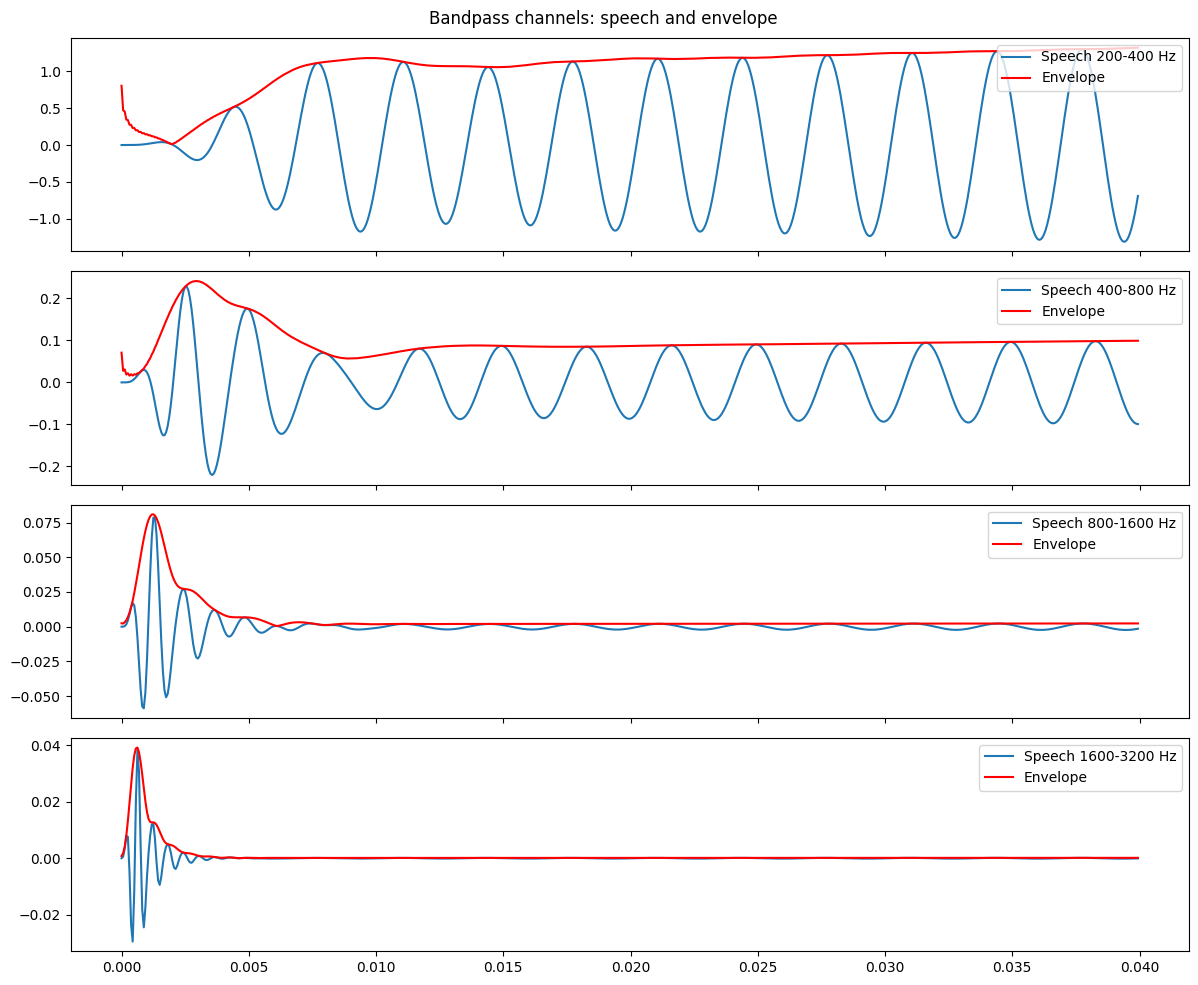 Bandpass channels: speech and envelope
Speech 200-400 Hz
Envelope
1.0
0.5
0.0
−0.5
−1.0
Speech 400-800 Hz
Envelope
0.2
0.1
0.0
−0.1
−0.2
Speech 800-1600 Hz
Envelope
0.075
0.050
0.025
0.000
−0.025
−0.050
Speech 1600-3200 Hz
Envelope
0.04
0.02
0.00
−0.02
0.000 0.005 0.010 0.015 0.020 0.025 0.030 0.035 0.040